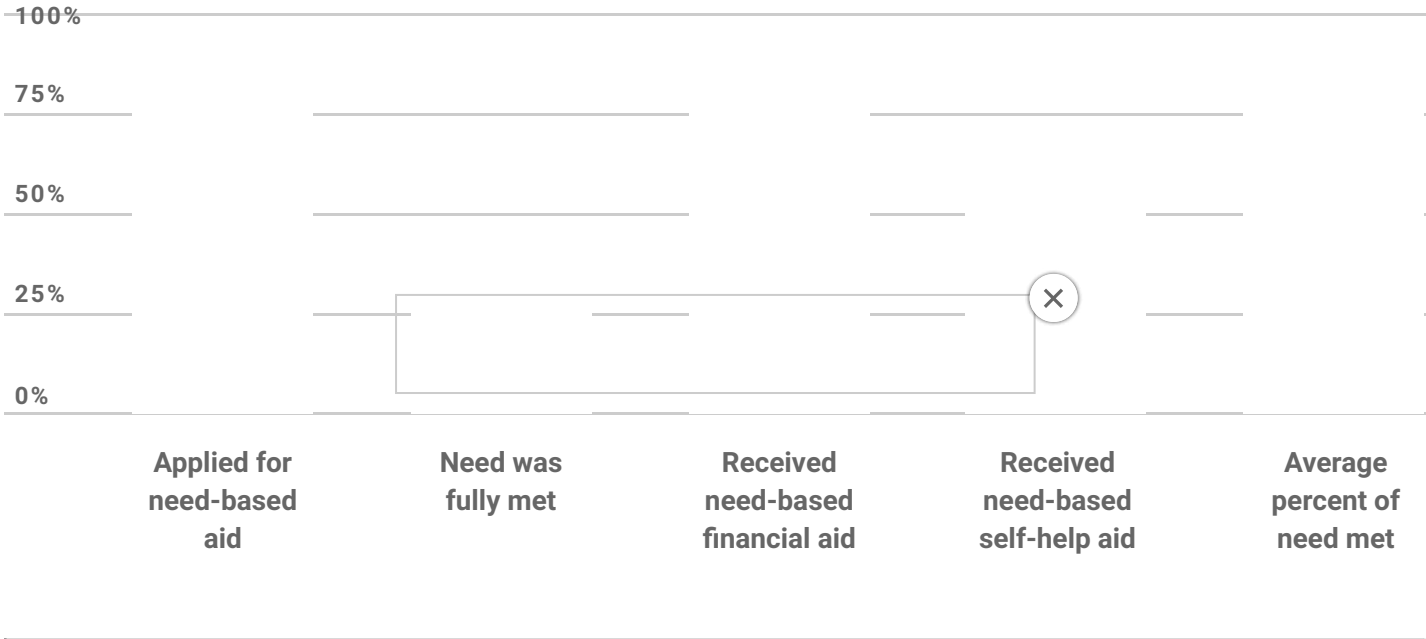 100%
75%
50%
25%
0%
Applied for
need-based
aid
Need was
fully met
Received
need-based
financial aid
Received
need-based
self-help aid
Average
percent of
need met